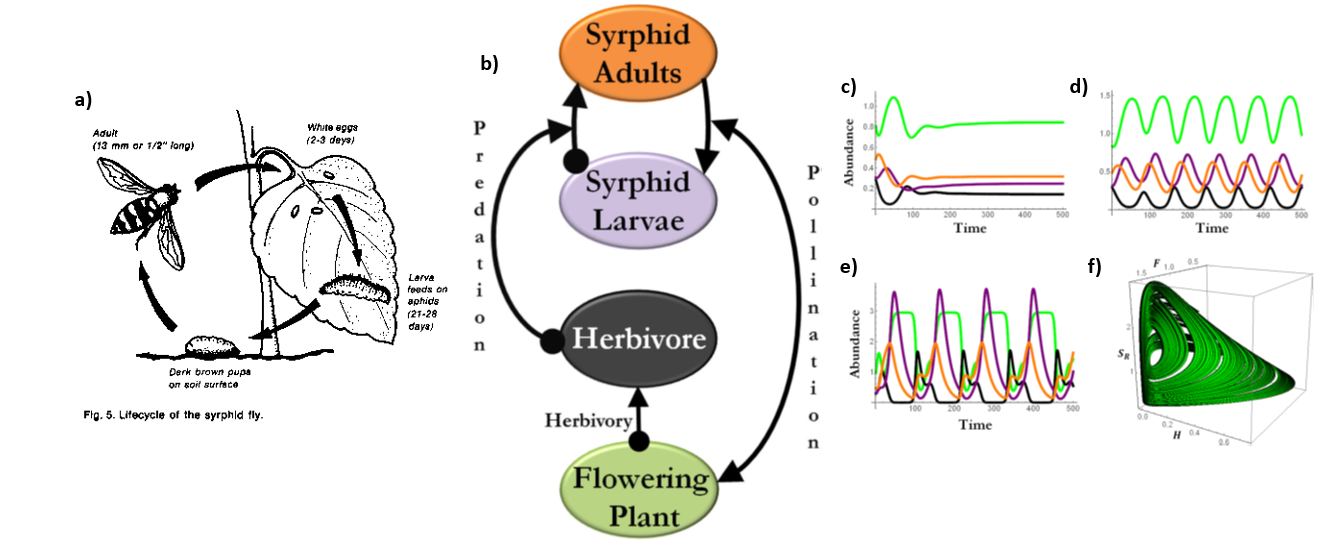 a)
Adult
(13 mm or 1/2" long)
White eggs
(2-3 days)
Larva
feeds on
aphids
(21-28
days)
Dark brown pupa
on soil surface
Fig. 5. Lifecycle of the syrphid fly.
b)
Syrphid
Adults
Syrphid
Larvae
Herbivore
Herbivory
Flowering
Plant
Predation
Pollination
c)
Abundance
1.0
0.8
0.6
0.4
0.2
100 200 300 400 500
Time
d)
1.5
1.0
0.5
100 200 300 400 500
Time
e)
Abundance
3
2
1
100 200 300 400 500
Time
f)
F
1.5 1.0 0.5
2
1
S_R
0.0 0.2 0.4 0.6
H